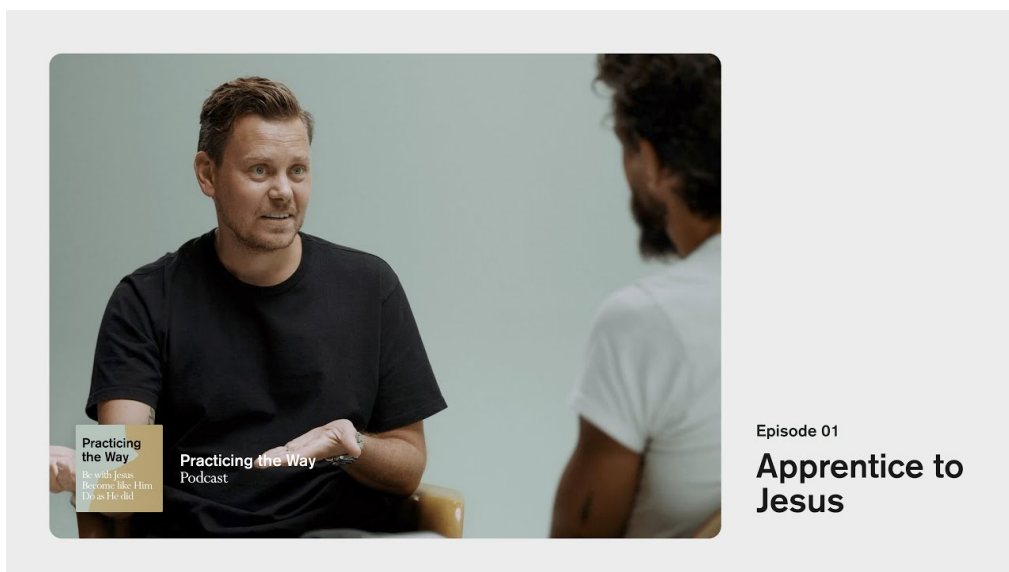 Practicing
the Way
Be with Jesus
Become like Him
Do as He did
Practicing the Way
Podcast
Episode 01
Apprentice to
Jesus